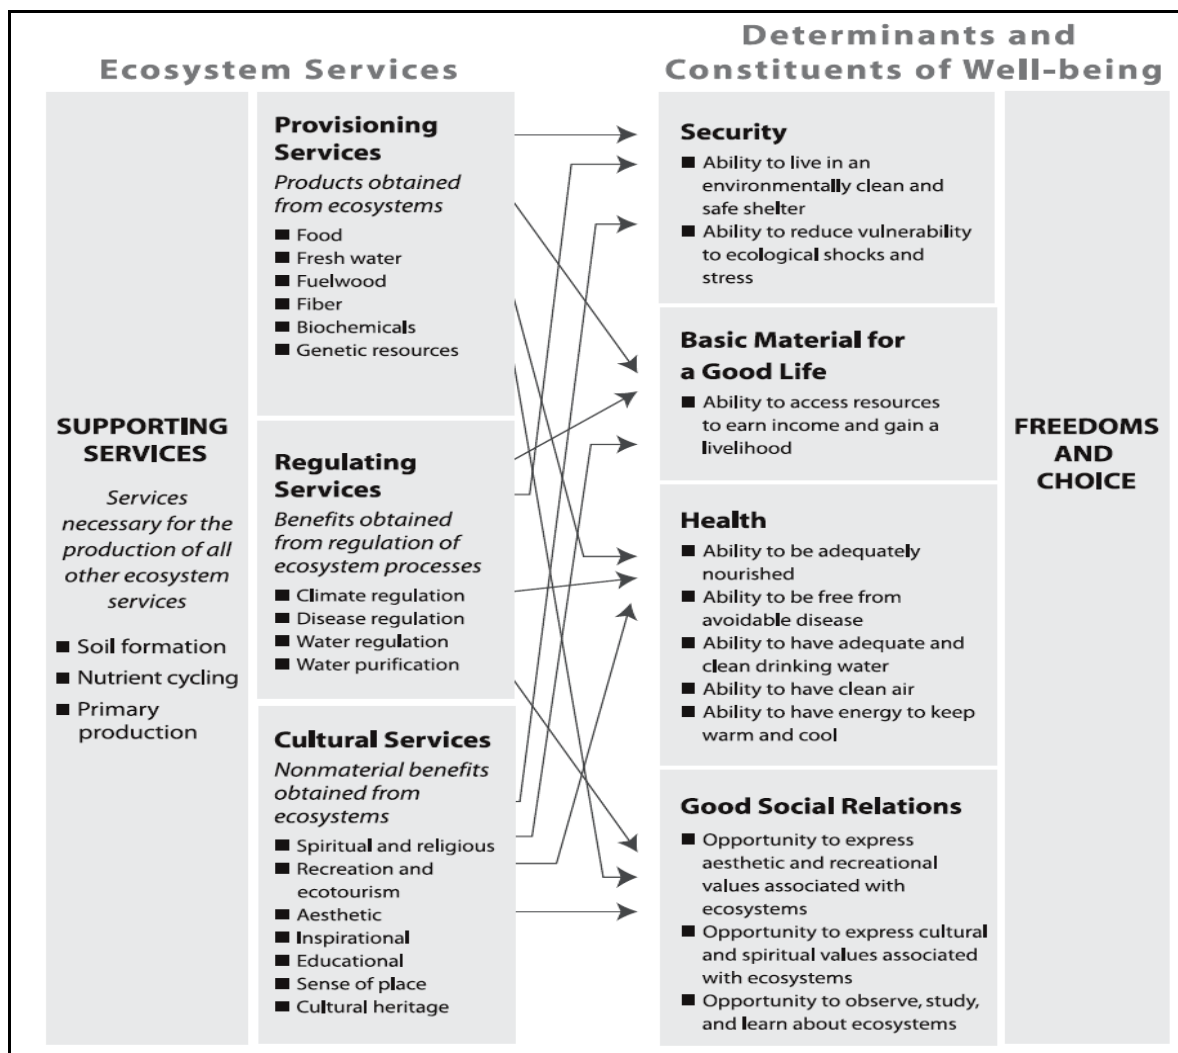 Ecosystem Services
Determinants and
Constituents of Well-being
SUPPORTING
SERVICES
Services
necessary for the
production of all
other ecosystem
services
■ Soil formation
■ Nutrient cycling
■ Primary
production
Provisioning
Services
Products obtained
from ecosystems
■ Food
■ Fresh water
■ Fuelwood
■ Fiber
■ Biochemicals
■ Genetic resources
Regulating
Services
Benefits obtained
from regulation of
ecosystem processes
■ Climate regulation
■ Disease regulation
■ Water regulation
■ Water purification
Cultural Services
Nonmaterial benefits
obtained from
ecosystems
■ Spiritual and religious
■ Recreation and
ecotourism
■ Aesthetic
■ Inspirational
■ Educational
■ Sense of place
■ Cultural heritage
Security
■ Ability to live in an
environmentally clean and
safe shelter
■ Ability to reduce vulnerability
to ecological shocks and
stress
Basic Material for
a Good Life
■ Ability to access resources
to earn income and gain a
livelihood
Health
■ Ability to be adequately
nourished
■ Ability to be free from
avoidable disease
■ Ability to have adequate and
clean drinking water
■ Ability to have clean air
■ Ability to have energy to keep
warm and cool
Good Social Relations
■ Opportunity to express
aesthetic and recreational
values associated with
ecosystems
■ Opportunity to express cultural
and spiritual values associated
with ecosystems
■ Opportunity to observe, study,
and learn about ecosystems
FREEDOMS
AND
CHOICE